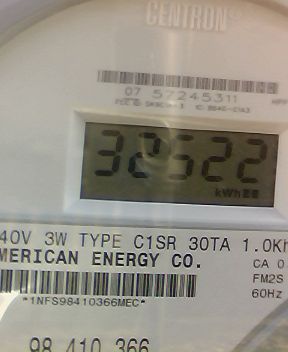 CENTRON®
07 57245311
32522
kWh
40V 3W TYPE C1SR 30TA 1.0Kh
MERICAN ENERGY CO.
CA 0
FM2S
60Hz
*1NFS98410366MEC*
98 410 366